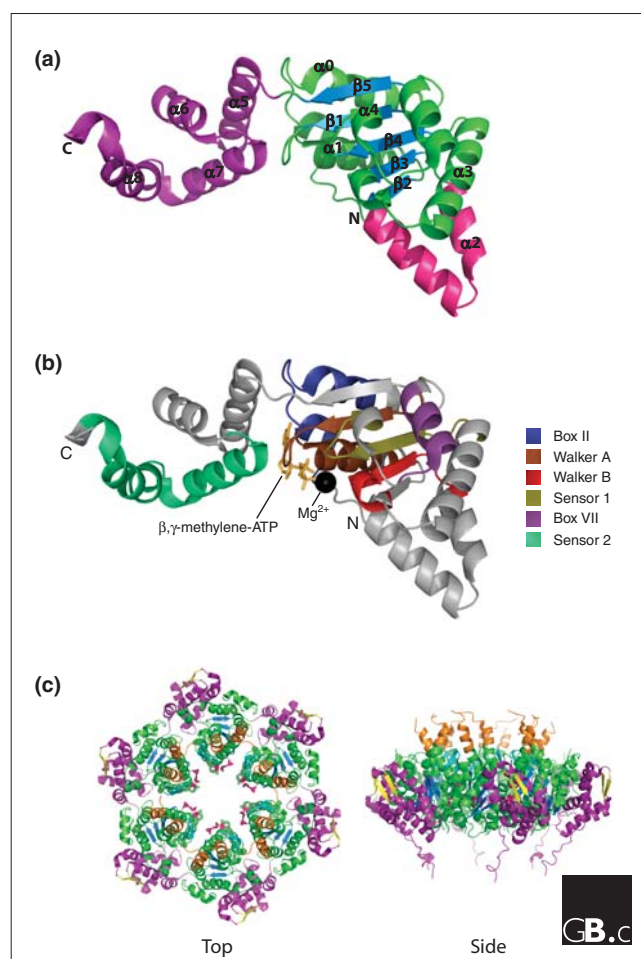 (a)
α0
β5
α4
α5
α6
β1
β4
C
α1
β3
α3
α7
α8
β2
N
α2
(b)
Box II
Walker A
Walker B
Sensor 1
Box VII
Sensor 2
C
N
Mg2+
β,γ-methylene-ATP
(c)
Top
Side
GB.c